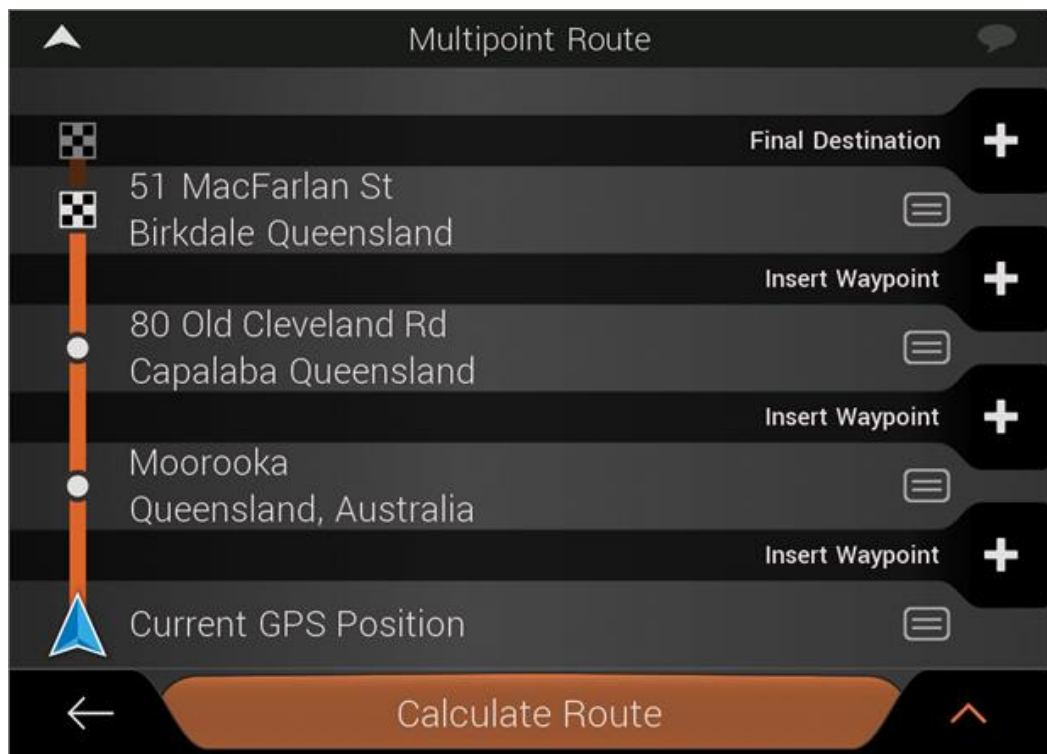 Multipoint Route
Final Destination
51 MacFarlan St
Birkdale Queensland
Insert Waypoint
80 Old Cleveland Rd
Capalaba Queensland
Insert Waypoint
Moorooka
Queensland, Australia
Insert Waypoint
Current GPS Position
Calculate Route